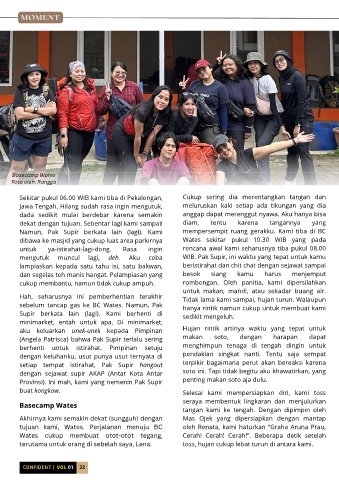 MOMENT
Basecamp Wates
Foto oleh: Rangga
Sekitar pukul 06.00 WIB kami tiba di Pekalongan,
Jawa Tengah. Hilang sudah rasa ingin mengutuk,
dada sedikit mulai berdebar karena semakin
dekat dengan tujuan. Sebentar lagi kami sampai!
Namun, Pak Supir berkata lain (lagi). Kami
dibawa ke masjid yang cukup luas area parkirnya
untuk ya-istirahat-lagi-dong. Rasa ingin
mengutuk muncul lagi, deh. Aku coba
lampiaskan kepada satu tahu isi, satu bakwan,
dan segelas teh manis hangat. Pelampiasan yang
cukup membantu, namun tidak cukup ampuh.
Hah, seharusnya ini pemberhentian terakhir
sebelum tancap gas ke BC Wates. Namun, Pak
Supir berkata lain (lagi). Kami berhenti di
minimarket, entah untuk apa. Di minimarket,
aku keluarkan unek-unek kepada Pimpinan
(Angela Patrisca) bahwa Pak Supir terlalu sering
berhenti untuk istirahat. Pimpinan setuju
dengan keluhanku, usut punya usut ternyata di
setiap tempat istirahat, Pak Supir hangout
dengan sejawat supir AKAP (Antar Kota Antar
Provinsi). Ini mah, kami yang nemenin Pak Supir
buat kongkow.
Basecamp Wates
Akhirnya kami semakin dekat (sungguh) dengan
tujuan kami, Wates. Perjalanan menuju BC
Wates cukup membuat otot-otot tegang,
terutama untuk orang di sebelah saya, Lena.
Cukup sering dia merentangkan tangan dan
meluruskan kaki setiap ada tikungan yang dia
anggap dapat merenggut nyawa. Aku hanya bisa
diam, tentu karena tangannya yang
mempersempit ruang gerakku. Kami tiba di BC
Wates sekitar pukul 10.30 WIB yang pada
rencana awal kami seharusnya tiba pukul 08.00
WIB. Pak Supir, ini waktu yang tepat untuk kamu
beristirahat dan chit chat dengan sejawat sampai
besok siang kamu harus menjemput
rombongan. Oleh panitia, kami dipersilahkan
untuk makan, mandi, atau sekadar buang air.
Tidak lama kami sampai, hujan turun. Walaupun
hanya rintik namun cukup untuk membuat kami
sedikit mengeluh.
Hujan rintik artinya waktu yang tepat untuk
makan soto, dengan harapan dapat
menghimpun tenaga di tengah dingin untuk
pendakian singkat nanti. Tentu saja sempat
terpikir bagaimana perut akan bereaksi karena
soto ini. Tapi tidak begitu aku khawatirkan, yang
penting makan soto aja dulu.
Selesai kami mempersiapkan diri, kami toss
seraya membentuk lingkaran dan menjulurkan
tangan kami ke tengah. Dengan dipimpin oleh
Mas Ojek yang dipersiapkan dengan mantap
oleh Renata, kami haturkan "Graha Aruna Prau,
Cerah! Cerah! Cerah!". Beberapa detik setelah
toss, hujan cukup lebat turun di antara kami.
CONFIDENT | VOL 01 32